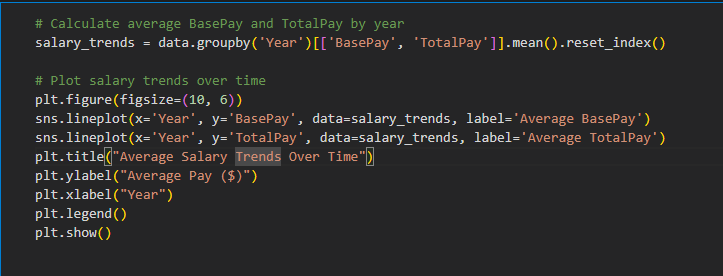 # Calculate average BasePay and TotalPay by year
salary_trends = data.groupby('Year')[['BasePay', 'TotalPay']].mean().reset_index()
# Plot salary trends over time
plt.figure(figsize=(10, 6))
sns.lineplot(x='Year', y='BasePay', data=salary_trends, label='Average BasePay')
sns.lineplot(x='Year', y='TotalPay', data=salary_trends, label='Average TotalPay')
plt.title("Average Salary Trends Over Time")
plt.ylabel("Average Pay ($)")
plt.xlabel("Year")
plt.legend()
plt.show()